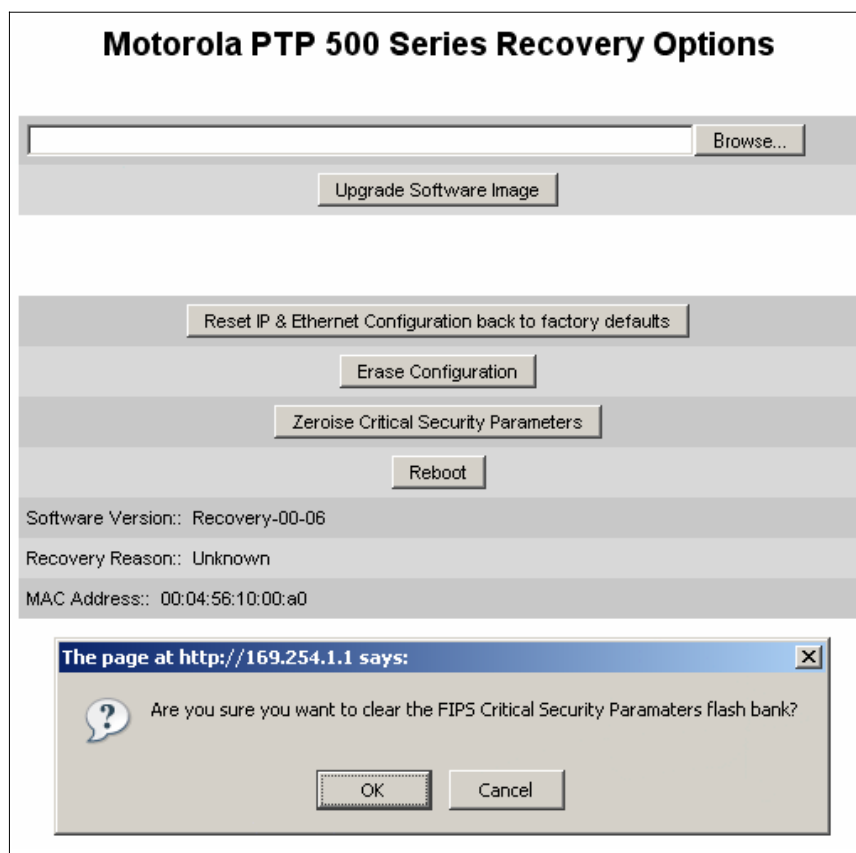 Motorola PTP 500 Series Recovery Options
Browse...
Upgrade Software Image
Reset IP & Ethernet Configuration back to factory defaults
Erase Configuration
Zeroise Critical Security Parameters
Reboot
Software Version:: Recovery-00-06
Recovery Reason:: Unknown
MAC Address:: 00:04:56:10:00:a0
The page at http://169.254.1.1 says:
Are you sure you want to clear the FIPS Critical Security Paramaters flash bank?
OK Cancel